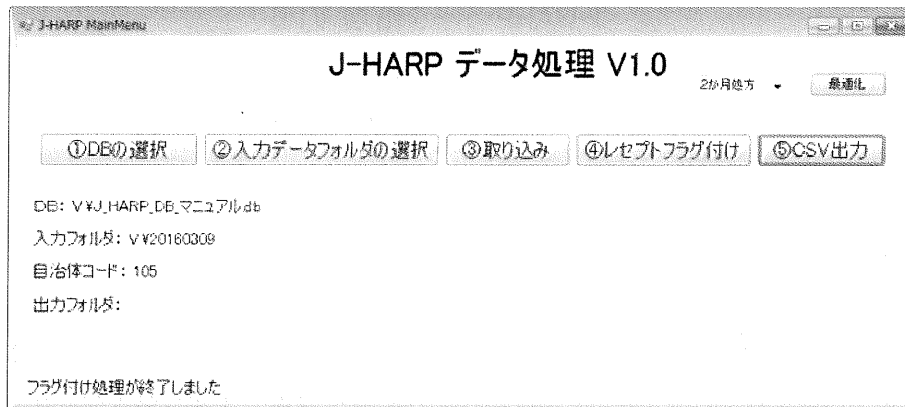 J-HARP MainMenu
J-HARP データ処理 V1.0
2か月処方 最適化
①DBの選択 ②入力データフォルダの選択 ③取り込み ④レセプトフラグ付け ⑤CSV出力
DB: V¥J_HARP_DB_マニュアル.db
入力フォルダ: V¥20160309
自治体コード: 105
出力フォルダ:
フラグ付け処理が終了しました